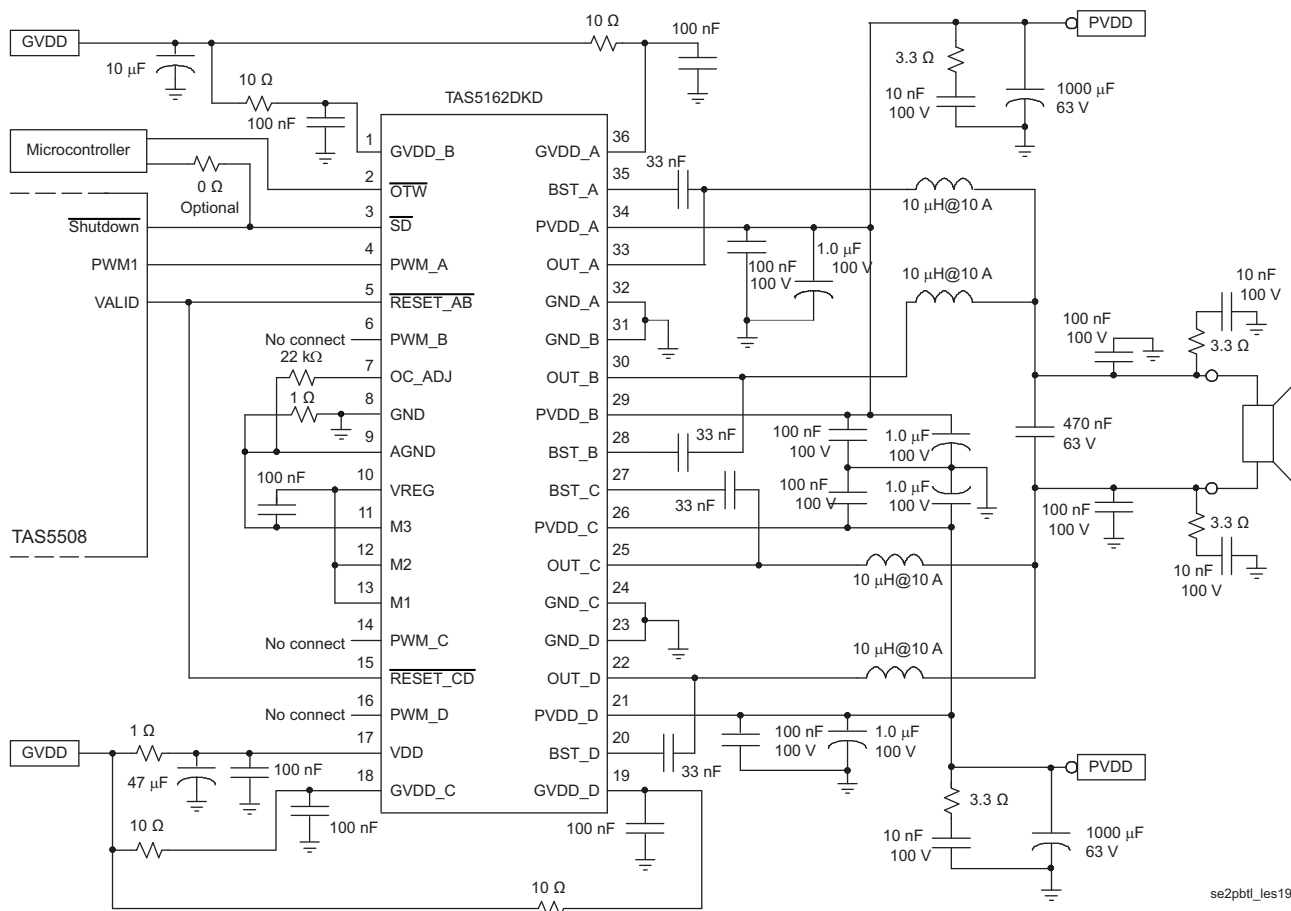 GVDD
10 µF
10 Ω
100 nF
10 Ω
100 nF
TAS5162DKD
PVDD
3.3 Ω
10 nF
100 V
1000 µF
63 V
Microcontroller
0 Ω
Optional
Shutdown
PWM1
VALID
TAS5508
1 GVDD_B
2 OTW
3 SD
4 PWM_A
5 RESET_AB
6 PWM_B
No connect
22 kΩ
7 OC_ADJ
1 Ω
8 GND
9 AGND
100 nF
10 VREG
11 M3
12 M2
13 M1
14 PWM_C
No connect
15 RESET_CD
16 PWM_D
No connect
17 VDD
18 GVDD_C
36 GVDD_A
35 BST_A
34 PVDD_A
33 OUT_A
32 GND_A
31 GND_B
30 OUT_B
29 PVDD_B
28 BST_B
27 BST_C
26 PVDD_C
25 OUT_C
24 GND_C
23 GND_D
22 OUT_D
21 PVDD_D
20 BST_D
19 GVDD_D
33 nF
10 µH@10 A
100 nF
100 V
1.0 µF
100 V
10 µH@10 A
10 nF
100 V
100 nF
100 V
3.3 Ω
33 nF
100 nF
100 V
1.0 µF
100 V
470 nF
63 V
33 nF
100 nF
100 V
1.0 µF
100 V
100 nF
100 V
3.3 Ω
10 nF
100 V
10 µH@10 A
10 µH@10 A
33 nF
100 nF
100 V
1.0 µF
100 V
PVDD
3.3 Ω
10 nF
100 V
1000 µF
63 V
GVDD
1 Ω
47 µF
100 nF
10 Ω
100 nF
100 nF
10 Ω
se2pbtl_les19